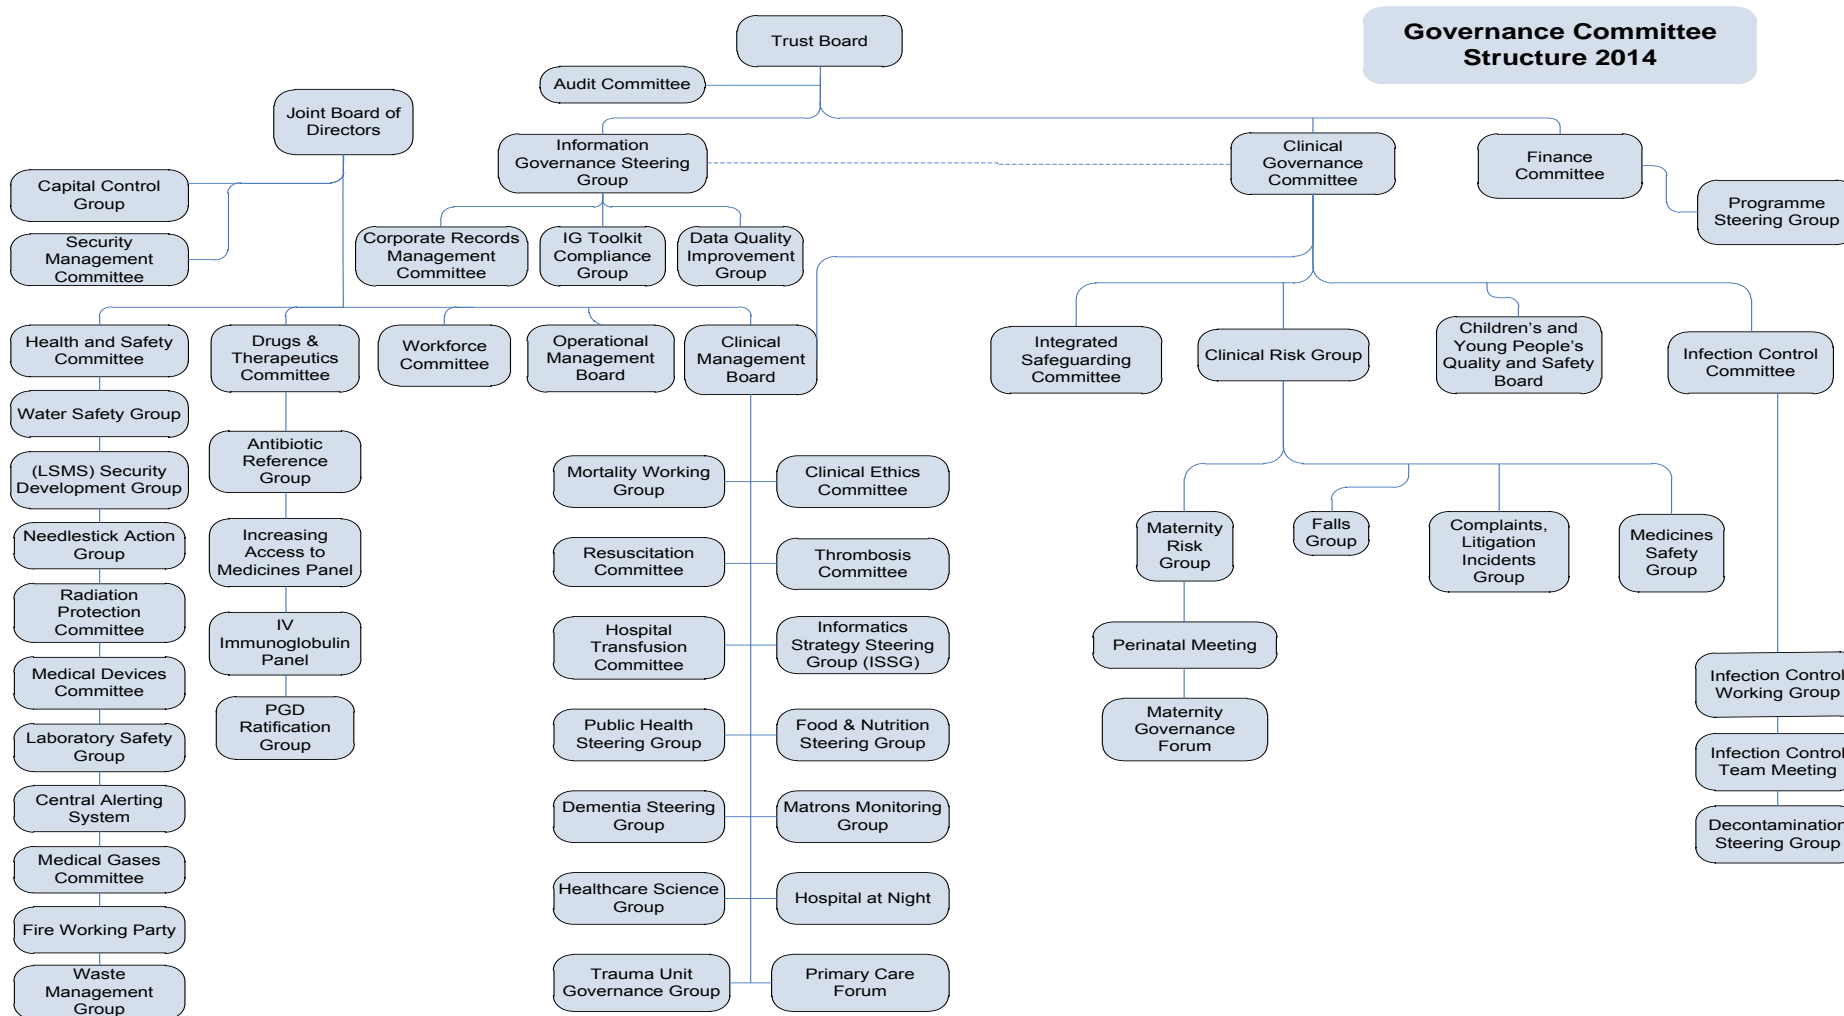 Governance Committee
Structure 2014
Trust Board
Audit Committee
Joint Board of
Directors
Information
Governance Steering
Group
Clinical
Governance
Committee
Finance
Committee
Capital Control
Group
Programme
Steering Group
Security
Management
Committee
Corporate Records
Management
Committee
IG Toolkit
Compliance
Group
Data Quality
Improvement
Group
Health and Safety
Committee
Drugs &
Therapeutics
Committee
Workforce
Committee
Operational
Management
Board
Clinical
Management
Board
Integrated
Safeguarding
Committee
Clinical Risk Group
Children’s and
Young People’s
Quality and Safety
Board
Infection Control
Committee
Water Safety Group
(LSMS) Security
Development Group
Needlestick Action
Group
Radiation
Protection
Committee
Medical Devices
Committee
Laboratory Safety
Group
Central Alerting
System
Medical Gases
Committee
Fire Working Party
Waste
Management
Group
Antibiotic
Reference
Group
Increasing
Access to
Medicines Panel
IV
Immunoglobulin
Panel
PGD
Ratification
Group
Mortality Working
Group
Clinical Ethics
Committee
Resuscitation
Committee
Thrombosis
Committee
Hospital
Transfusion
Committee
Informatics
Strategy Steering
Group (ISSG)
Public Health
Steering Group
Food & Nutrition
Steering Group
Dementia Steering
Group
Matrons Monitoring
Group
Healthcare Science
Group
Hospital at Night
Trauma Unit
Governance Group
Primary Care
Forum
Maternity
Risk
Group
Falls
Group
Complaints,
Litigation
Incidents
Group
Medicines
Safety
Group
Perinatal Meeting
Maternity
Governance
Forum
Infection Control
Working Group
Infection Control
Team Meeting
Decontamination
Steering Group